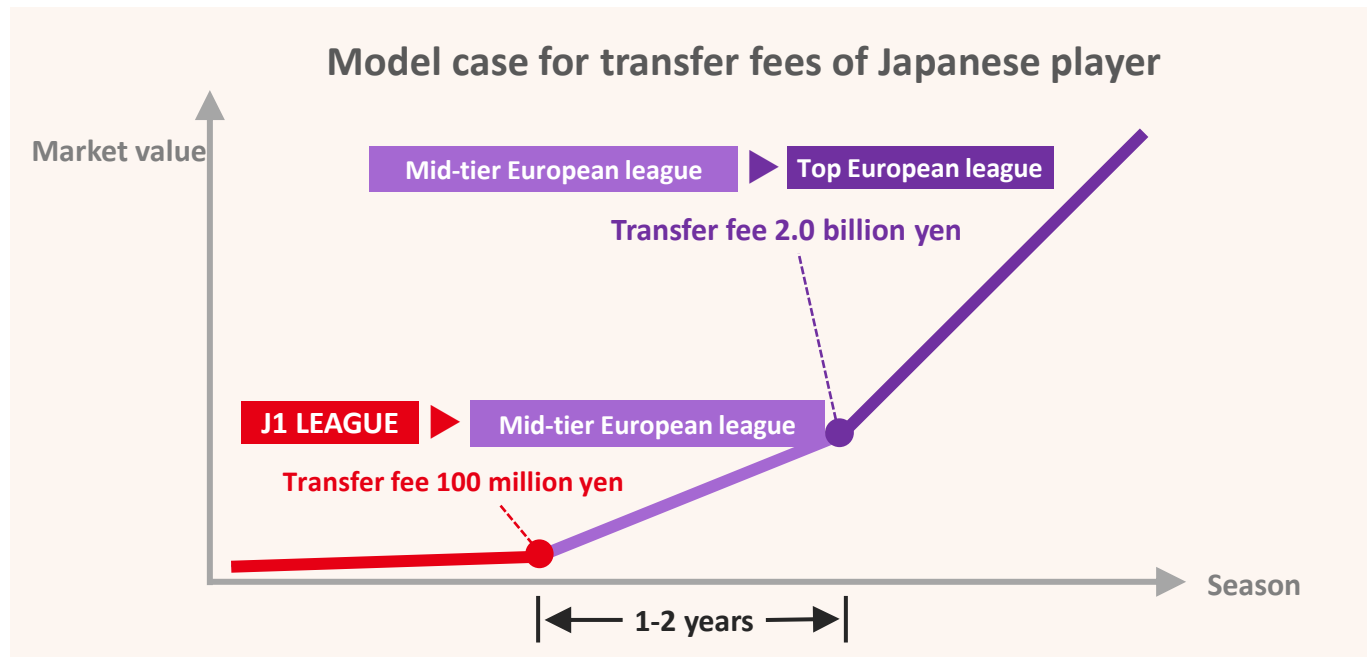 Model case for transfer fees of Japanese player
Market value
Mid-tier European league
Top European league
Transfer fee 2.0 billion yen
J1 LEAGUE
Mid-tier European league
Transfer fee 100 million yen
Season
1-2 years